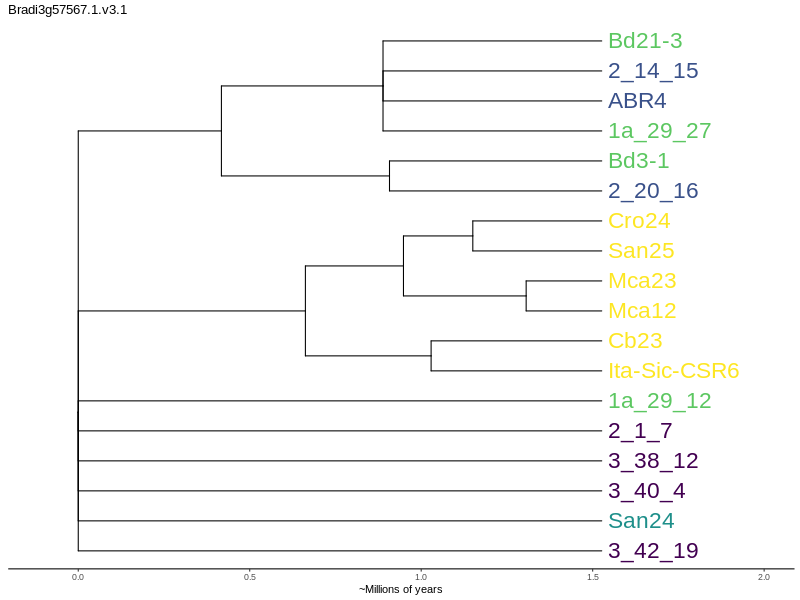 Bradi3g57567.1.v3.1
Bd21-3
2_14_15
ABR4
1a_29_27
Bd3-1
2_20_16
Cro24
San25
Mca23
Mca12
Cb23
Ita-Sic-CSR6
1a_29_12
2_1_7
3_38_12
3_40_4
San24
3_42_19
0.0 0.5 1.0 1.5 2.0
~Millions of years